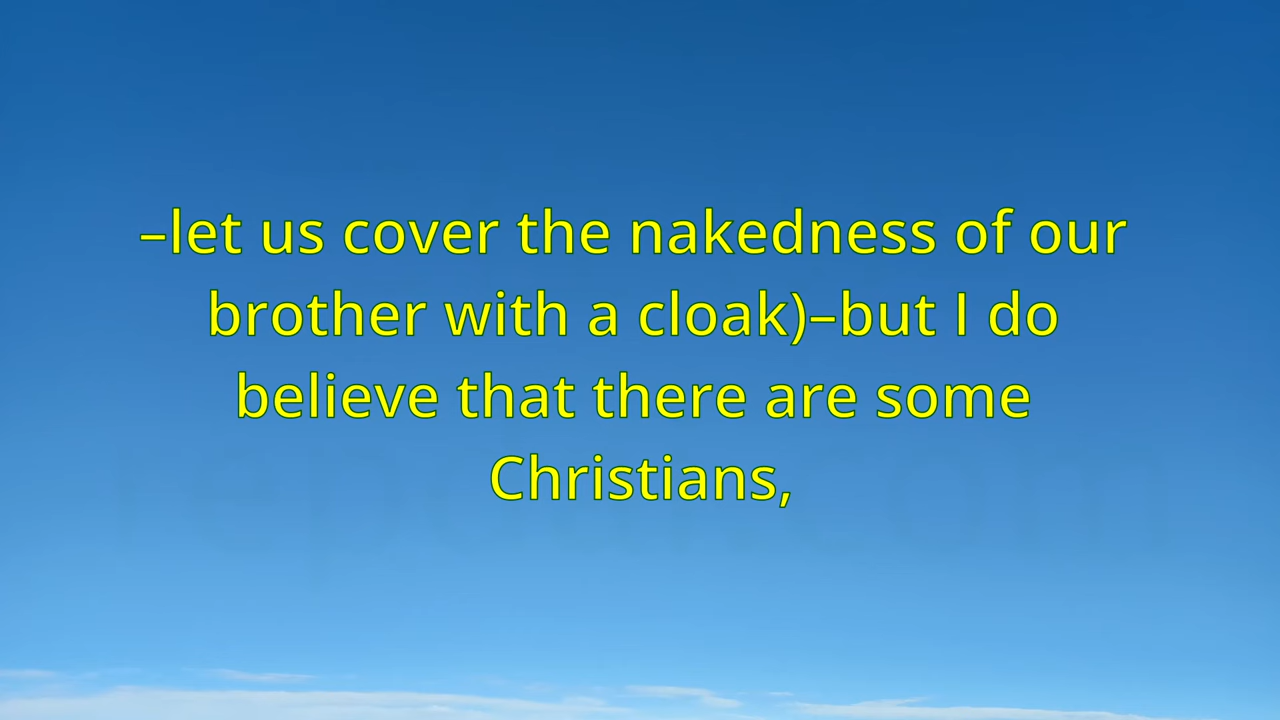 –let us cover the nakedness of our
brother with a cloak)–but I do
believe that there are some
Christians,